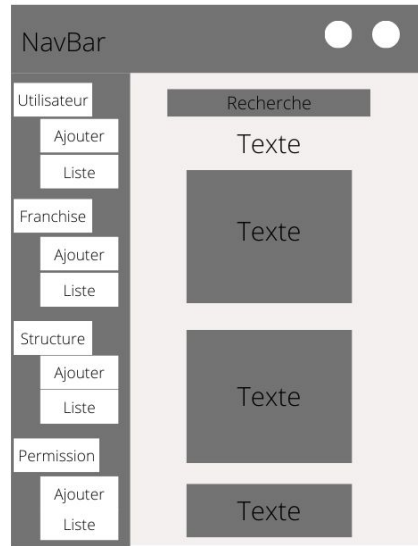 NavBar
Utilisateur
Ajouter
Liste
Franchise
Ajouter
Liste
Structure
Ajouter
Liste
Permission
Ajouter
Liste
Recherche
Texte
Texte
Texte
Texte